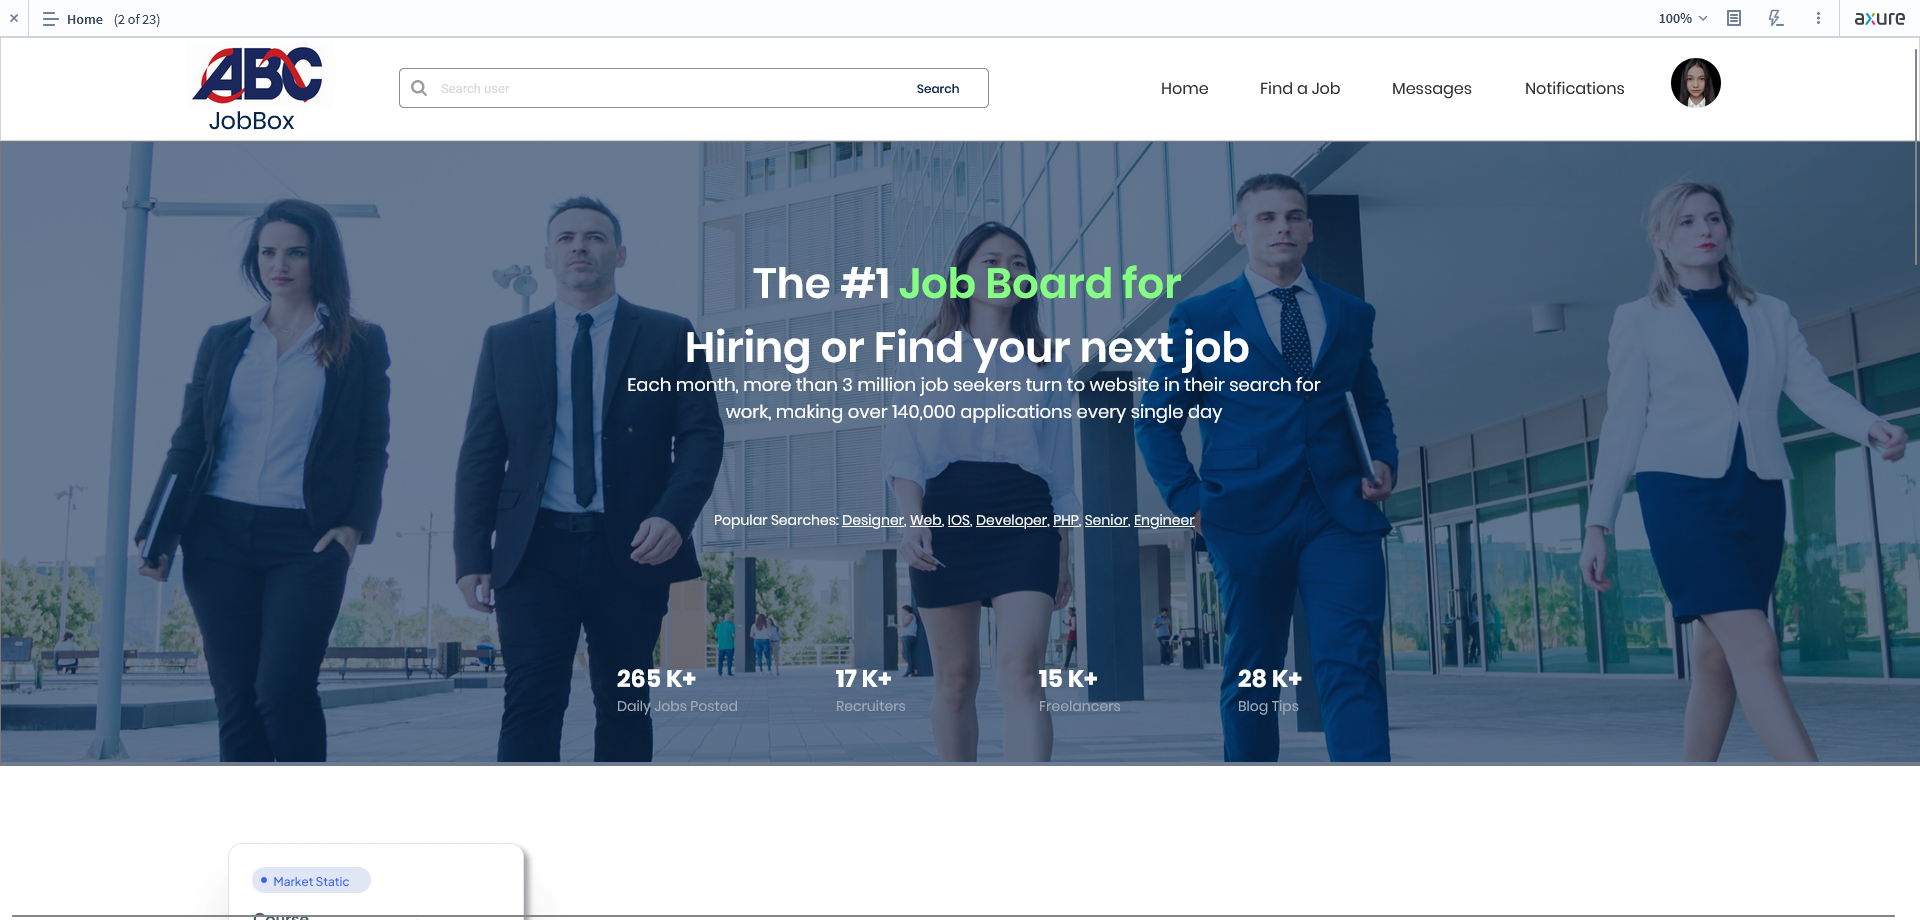 Home (2 of 23)
100%
axure
ABC
JobBox
Search user
Search
Home
Find a Job
Messages
Notifications
The #1 Job Board for
Hiring or Find your next job
Each month, more than 3 million job seekers turn to website in their search for
work, making over 140,000 applications every single day
Popular Searches: Designer, Web, IOS, Developer, PHP, Senior, Engineer
265 K+
Daily Jobs Posted
17 K+
Recruiters
15 K+
Freelancers
28 K+
Blog Tips
Market Static
Course